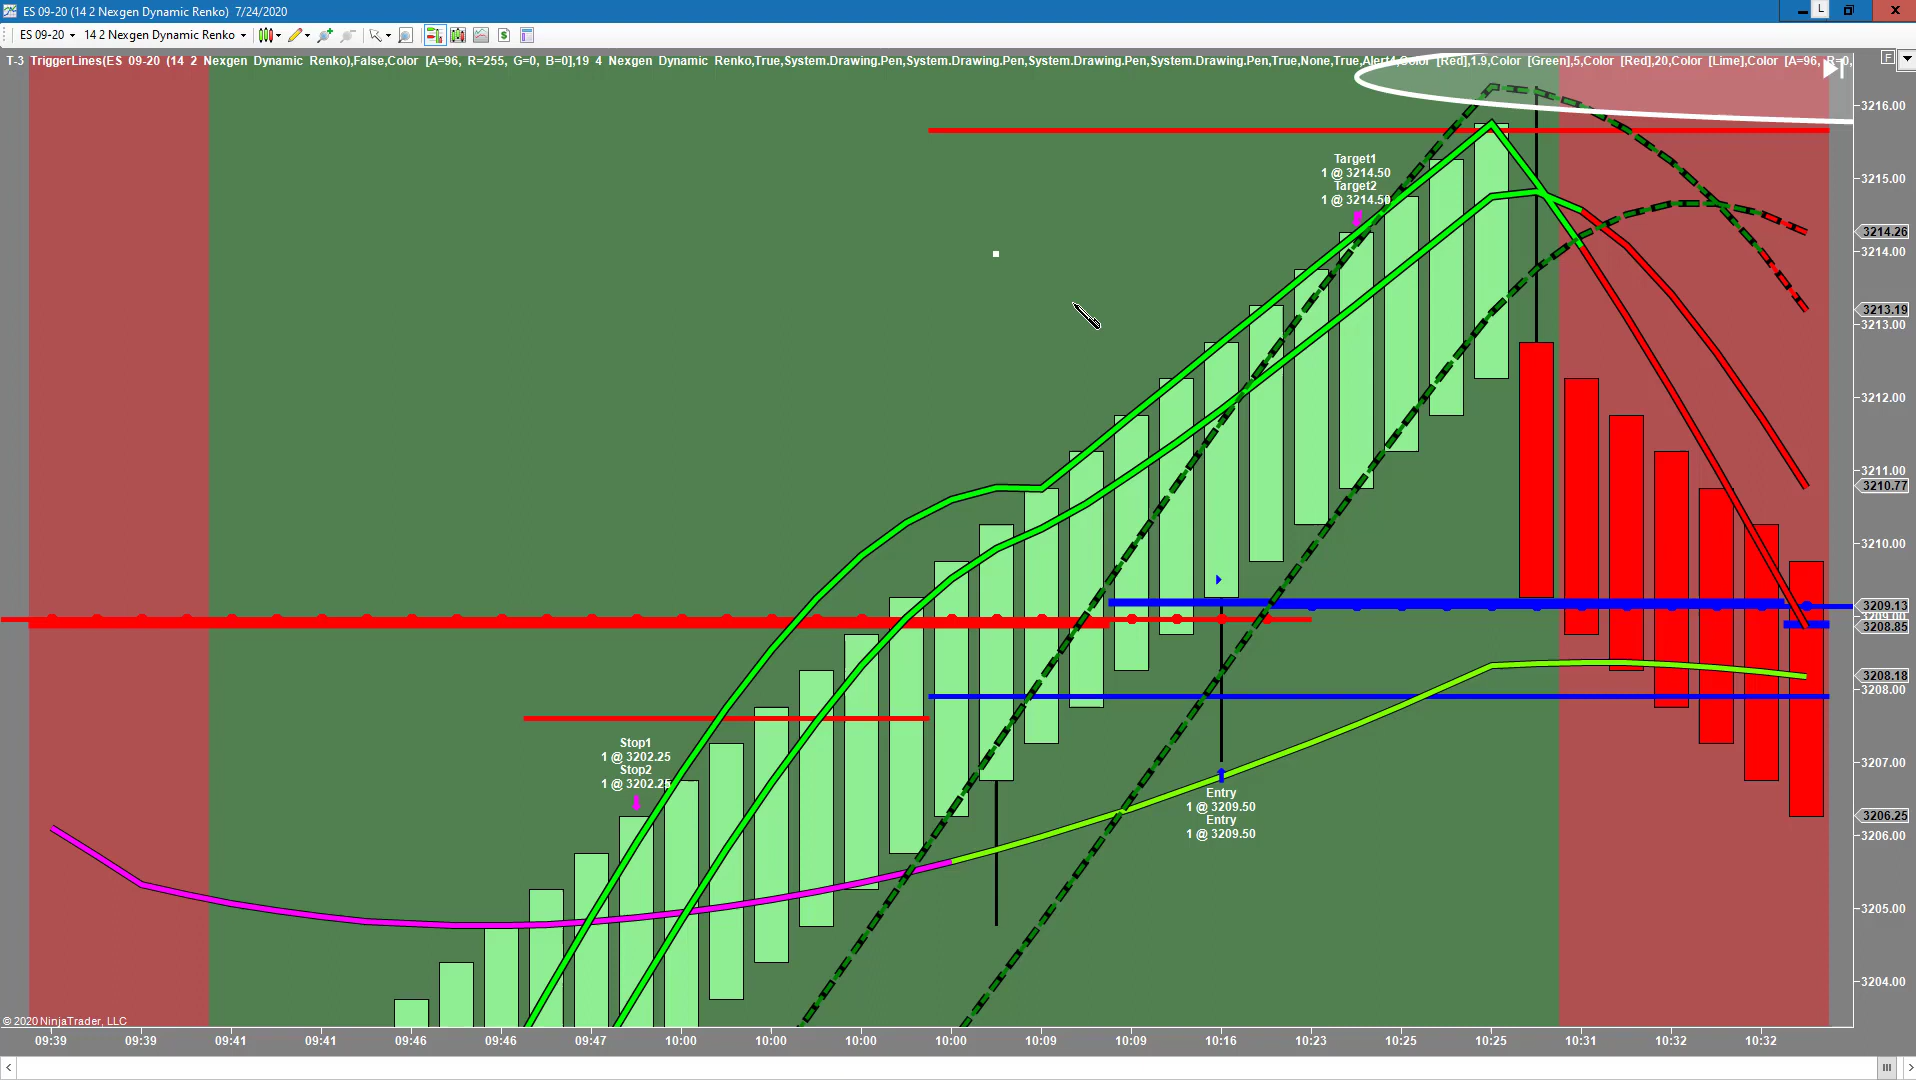 ES 09-20 (14 2 Nexgen Dynamic Renko) 7/24/2020
L
ES 09-20 14 2 Nexgen Dynamic Renko
T-3 TriggerLines(ES 09-20 (14 2 Nexgen Dynamic Renko),False,Color [A=96, R=255, G=0, B=0],19 4 Nexgen Dynamic Renko,True,System.Drawing.Pen,System.Drawing.Pen,System.Drawing.Pen,System.Drawing.Pen,True,None,True,Alert4,Color [Red],1.9,Color [Green],5,Color [Red],20,Color [Lime],Color [A=96, R=0,
F
3216.00
Target1
1 @ 3214.50
Target2
1 @ 3214.50
3215.00
3214.26
3214.00
3213.19
3213.00
3212.00
3211.00
3210.77
3210.00
3209.13
3209.00
3208.85
3208.18
3208.00
Stop1
1 @ 3202.25
Stop2
1 @ 3202.25
3207.00
Entry
1 @ 3209.50
Entry
1 @ 3209.50
3206.25
3206.00
3205.00
3204.00
© 2020 NinjaTrader, LLC
09:39 09:39 09:41 09:41 09:46 09:46 09:47 10:00 10:00 10:00 10:00 10:09 10:09 10:16 10:23 10:25 10:25 10:31 10:32 10:32